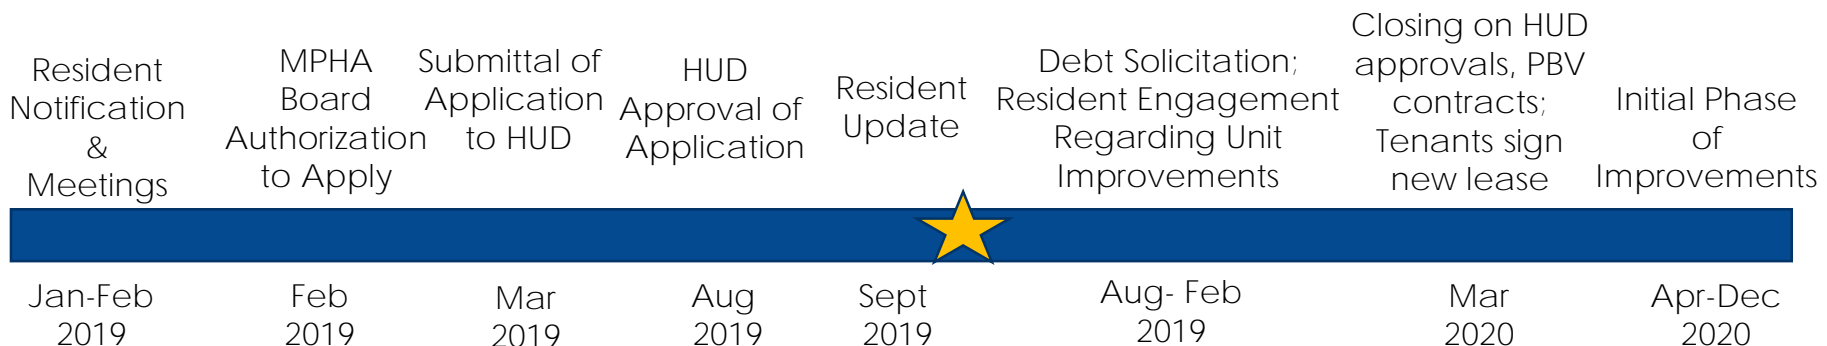 Resident
Notification
&
Meetings
MPHA
Board
Authorization
to Apply
Submittal of
Application
to HUD
HUD
Approval of
Application
Resident
Update
Debt Solicitation;
Resident Engagement
Regarding Unit
Improvements
Closing on HUD
approvals, PBV
contracts;
Tenants sign
new lease
Initial Phase
of
Improvements
Jan-Feb
2019
Feb
2019
Mar
2019
Aug
2019
Sept
2019
Aug- Feb
2019
Mar
2020
Apr-Dec
2020